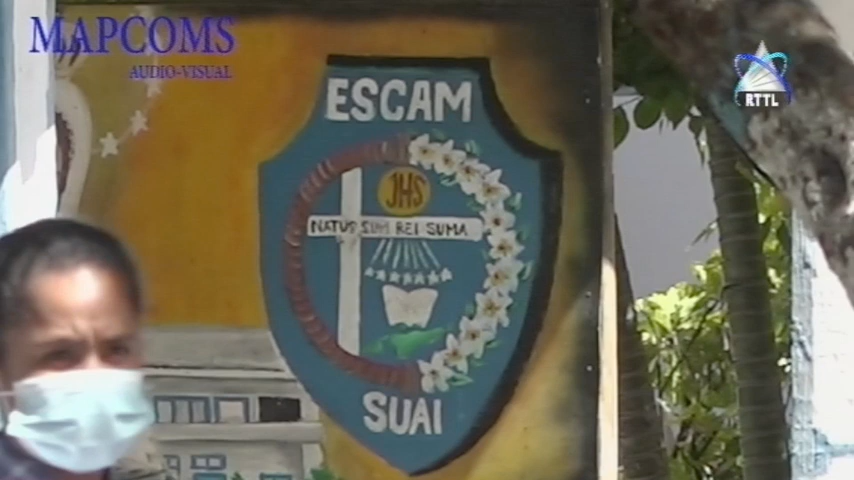 MAPCOMS
AUDIO-VISUAL
RTTL
ESCAM
JHS
NATUS SUM REI SUMA
SUAI